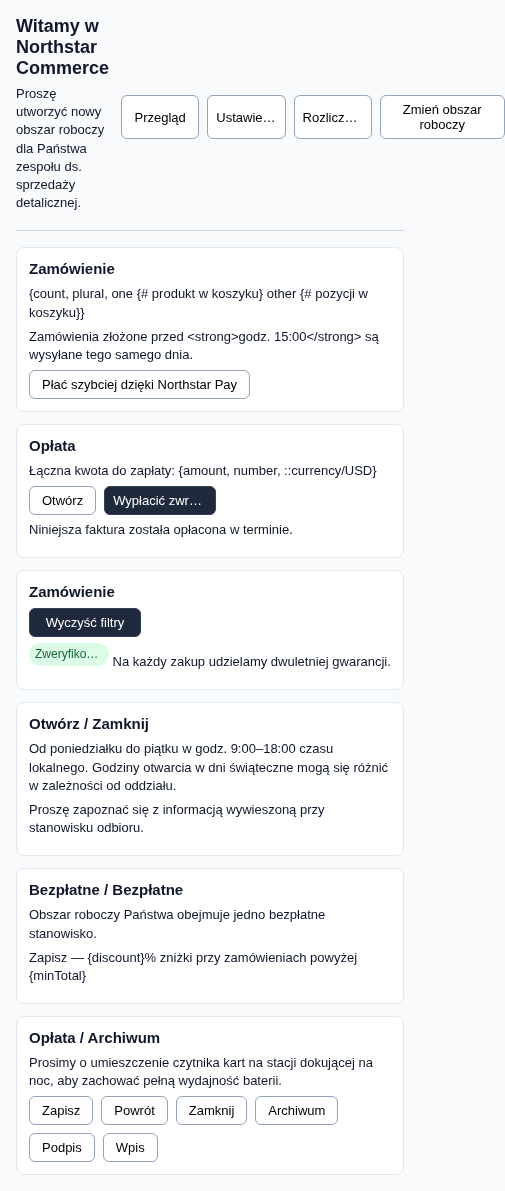 Witamy w
Northstar
Commerce
Proszę
utworzyć nowy
obszar roboczy
dla Państwa
zespołu ds.
sprzedaży
detalicznej.
Przegląd
Ustawie…
Rozlicz…
Zmień obszar
roboczy
Zamówienie
{count, plural, one {# produkt w koszyku} other {# pozycji w
koszyku}}
Zamówienia złożone przed <strong>godz. 15:00</strong> są
wysyłane tego samego dnia.
Płać szybciej dzięki Northstar Pay
Opłata
Łączna kwota do zapłaty: {amount, number, ::currency/USD}
Otwórz
Wypłacić zwr…
Niniejsza faktura została opłacona w terminie.
Zamówienie
Wyczyść filtry
Zweryfiko…
Na każdy zakup udzielamy dwuletniej gwarancji.
Otwórz / Zamknij
Od poniedziałku do piątku w godz. 9:00–18:00 czasu
lokalnego. Godziny otwarcia w dni świąteczne mogą się różnić
w zależności od oddziału.
Proszę zapoznać się z informacją wywieszoną przy
stanowisku odbioru.
Bezpłatne / Bezpłatne
Obszar roboczy Państwa obejmuje jedno bezpłatne
stanowisko.
Zapisz — {discount}% zniżki przy zamówieniach powyżej
{minTotal}
Opłata / Archiwum
Prosimy o umieszczenie czytnika kart na stacji dokującej na
noc, aby zachować pełną wydajność baterii.
Zapisz
Powrót
Zamknij
Archiwum
Podpis
Wpis